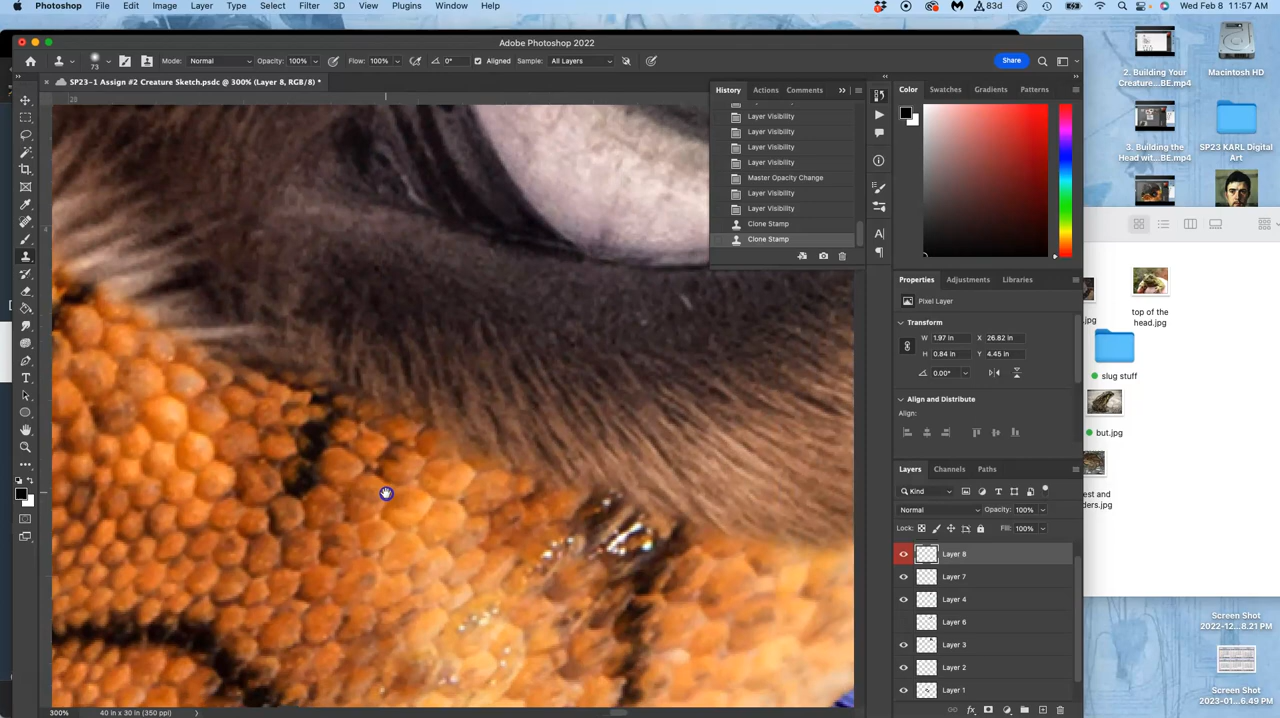 Photoshop File Edit Image Layer Type Select Filter 3D View Plugins Window Help 83d Wed Feb 8 11:57 AM
Adobe Photoshop 2022
73 Mode: Normal Opacity: 100% Flow: 100% 0° Aligned Sample: All Layers Share
SP23-1 Assign #2 Creature Sketch.psdc @ 300% (Layer 8, RGB/8) *
History Actions Comments
Layer Visibility
Layer Visibility
Layer Visibility
Layer Visibility
Master Opacity Change
Layer Visibility
Layer Visibility
Clone Stamp
Clone Stamp
Color Swatches Gradients Patterns
Properties Adjustments Libraries
Pixel Layer
Transform
W 1.97 in X 26.82 in
H 0.84 in Y 4.45 in
0.00°
Align and Distribute
Align:
Layers Channels Paths
Kind
Normal Opacity: 100%
Lock: Fill: 100%
Layer 8
Layer 7
Layer 4
Layer 6
Layer 3
Layer 2
Layer 1
300% 40 in x 30 in (350 ppi)
2. Building Your
Creature...BE.mp4
Macintosh HD
3. Building the
Head wit...BE.mp4
SP23 KARL Digital
Art
.jpg
top of the
head.jpg
slug stuff
but.jpg
est and
ders.jpg
Screen Shot
2022-12...8.21 PM
Screen Shot
2023-01...6.49 PM